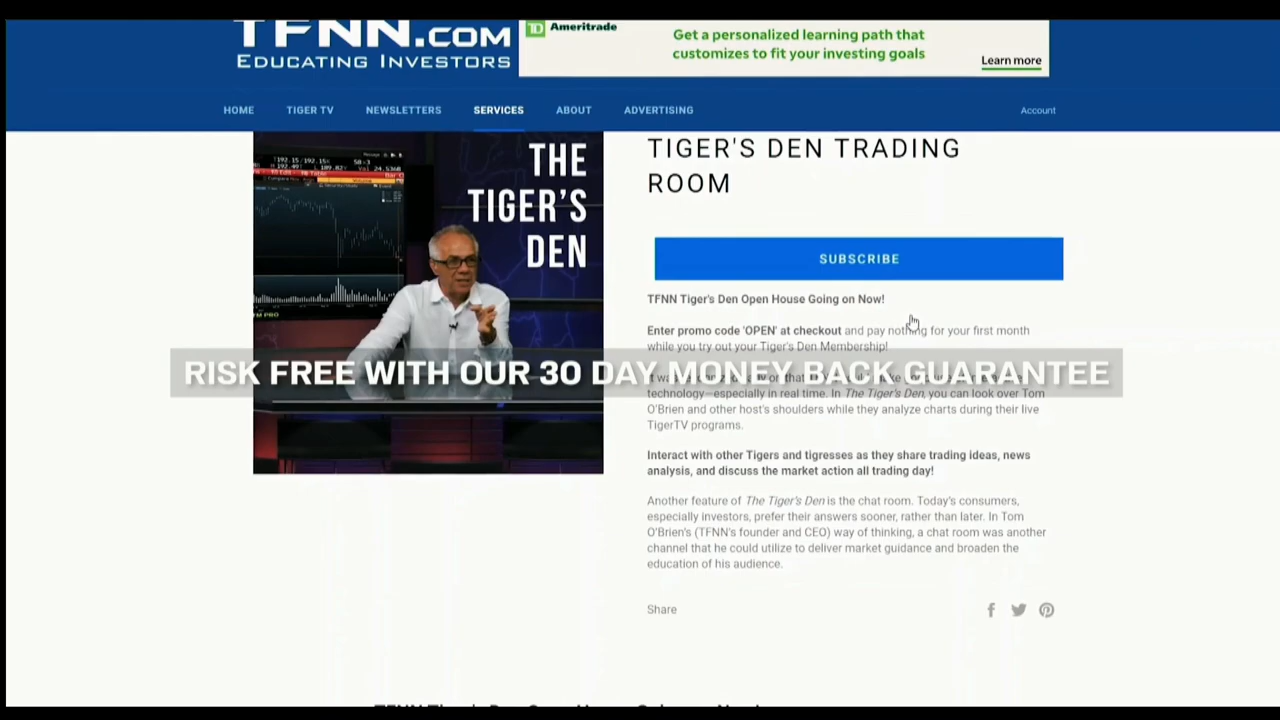 TFNN.COM
EDUCATING INVESTORS
TD Ameritrade
Get a personalized learning path that
customizes to fit your investing goals
Learn more
HOME TIGER TV NEWSLETTERS SERVICES ABOUT ADVERTISING Account
THE
TIGER'S
DEN
TIGER'S DEN TRADING
ROOM
SUBSCRIBE
TFNN Tiger's Den Open House Going on Now!
Enter promo code 'OPEN' at checkout and pay nothing for your first month
while you try out your Tiger's Den Membership!
RISK FREE WITH OUR 30 DAY MONEY BACK GUARANTEE
technology—especially in real time. In The Tiger's Den, you can look over Tom
O'Brien and other host's shoulders while they analyze charts during their live
TigerTV programs.
Interact with other Tigers and tigresses as they share trading ideas, news
analysis, and discuss the market action all trading day!
Another feature of The Tiger's Den is the chat room. Today's consumers,
especially investors, prefer their answers sooner, rather than later. In Tom
O'Brien's (TFNN's founder and CEO) way of thinking, a chat room was another
channel that he could utilize to deliver market guidance and broaden the
education of his audience.
Share